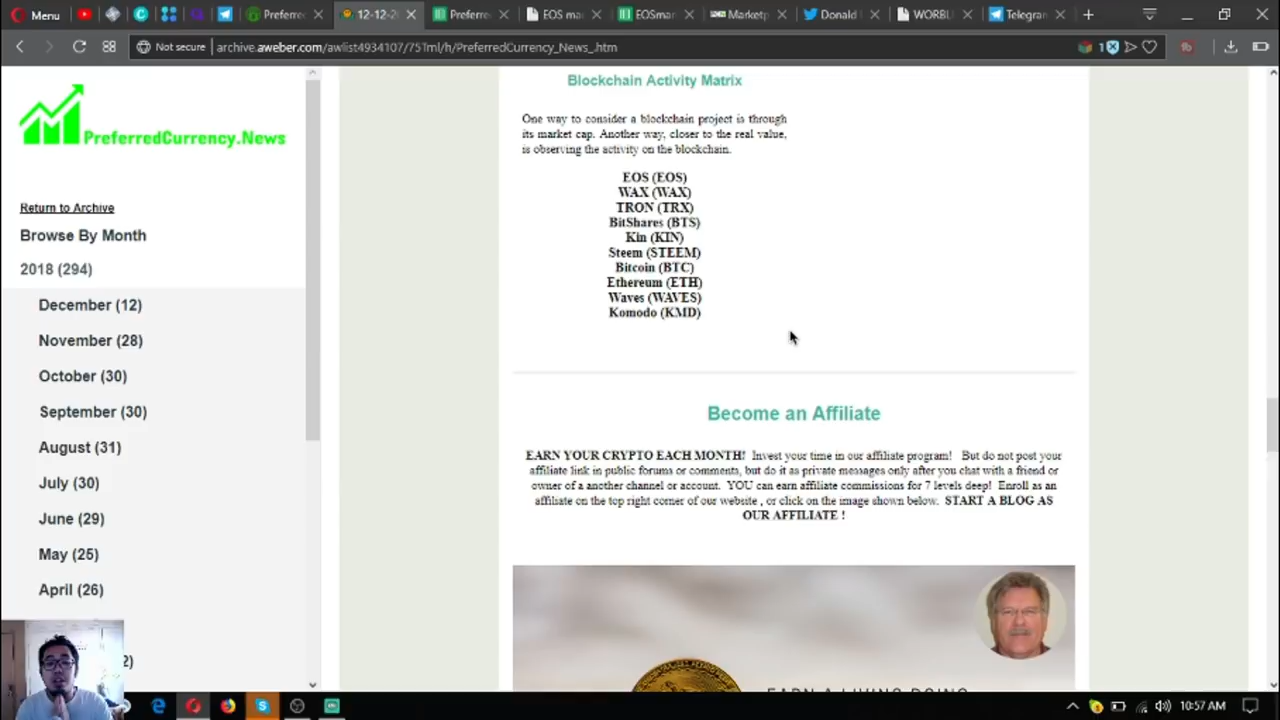 Menu
Preferre
12-12-2
Preferre
EOS ma
EOSmar
Marketp
Donald
WORBL
Telegran
Not secure
archive.aweber.com/awlist4934107/75Tml/h/PreferredCurrency_News_.htm
1
PreferredCurrency.News
Return to Archive
Browse By Month
2018 (294)
December (12)
November (28)
October (30)
September (30)
August (31)
July (30)
June (29)
May (25)
April (26)
2)
Blockchain Activity Matrix
One way to consider a blockchain project is through
its market cap. Another way, closer to the real value,
is observing the activity on the blockchain.
EOS (EOS)
WAX (WAX)
TRON (TRX)
BitShares (BTS)
Kin (KIN)
Steem (STEEM)
Bitcoin (BTC)
Ethereum (ETH)
Waves (WAVES)
Komodo (KMD)
Become an Affiliate
EARN YOUR CRYPTO EACH MONTH! Invest your time in our affiliate program! But do not post your
affiliate link in public forums or comments, but do it as private messages only after you chat with a friend or
owner of a another channel or account. YOU can earn affiliate commissions for 7 levels deep! Enroll as an
affiliate on the top right corner of our website , or click on the image shown below. START A BLOG AS
OUR AFFILIATE !
EARN A LIVING DOING
10:57 AM